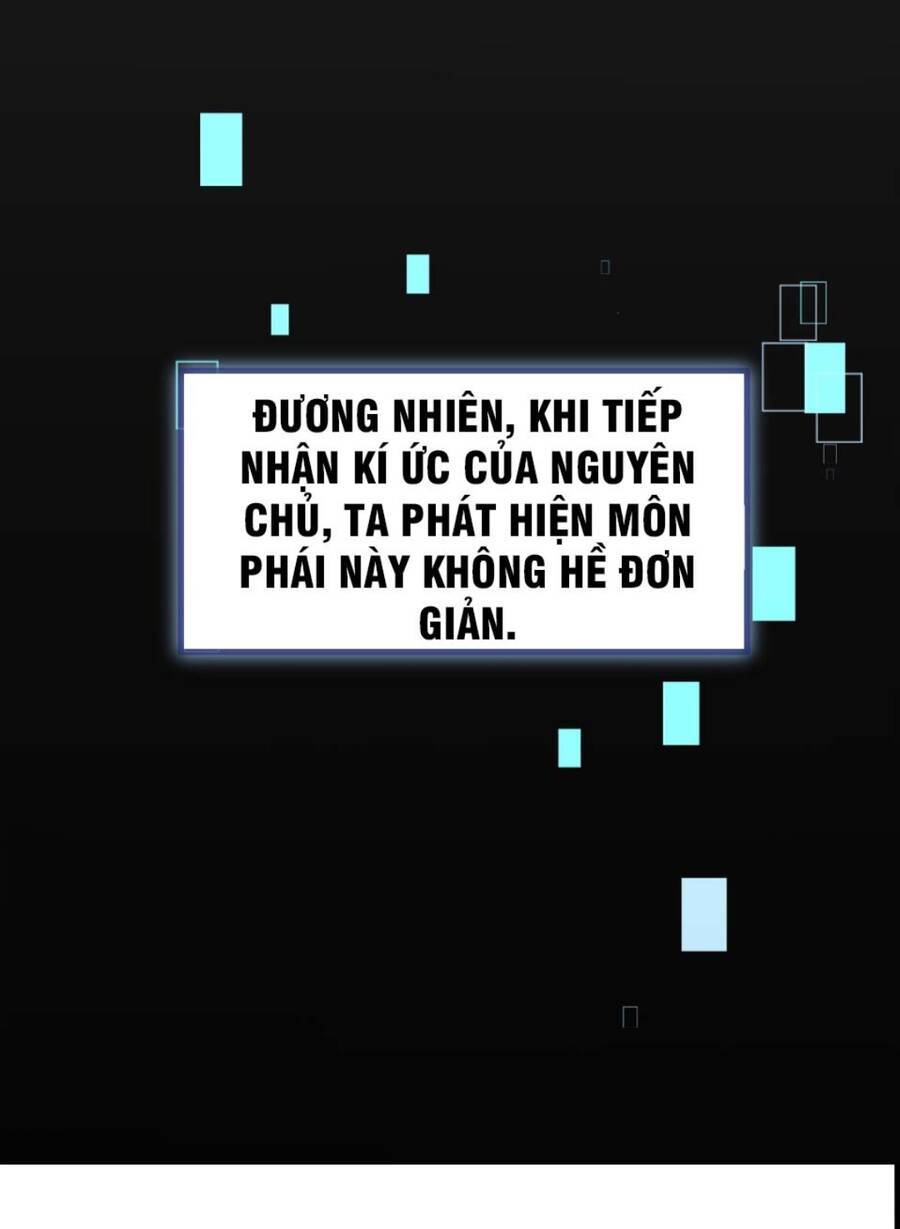 ĐƯƠNG NHIÊN, KHI TIẾP
NHẬN KÍ ỨC CỦA NGUYÊN
CHỦ, TA PHÁT HIỆN MÔN
PHÁI NÀY KHÔNG HỀ ĐƠN
GIẢN.